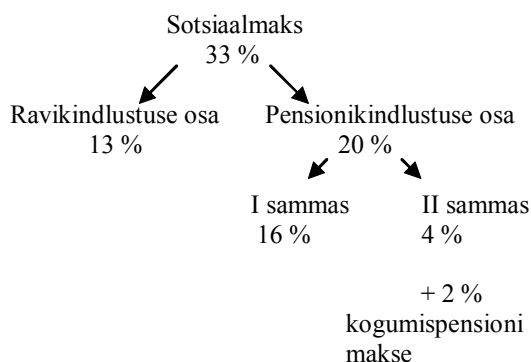 Sotsiaalmaks
33 %
Ravikindlustuse osa
13 %
Pensionikindlustuse osa
20 %
I sammas
16 %
II sammas
4 %
+ 2 %
kogumispensioni
makse